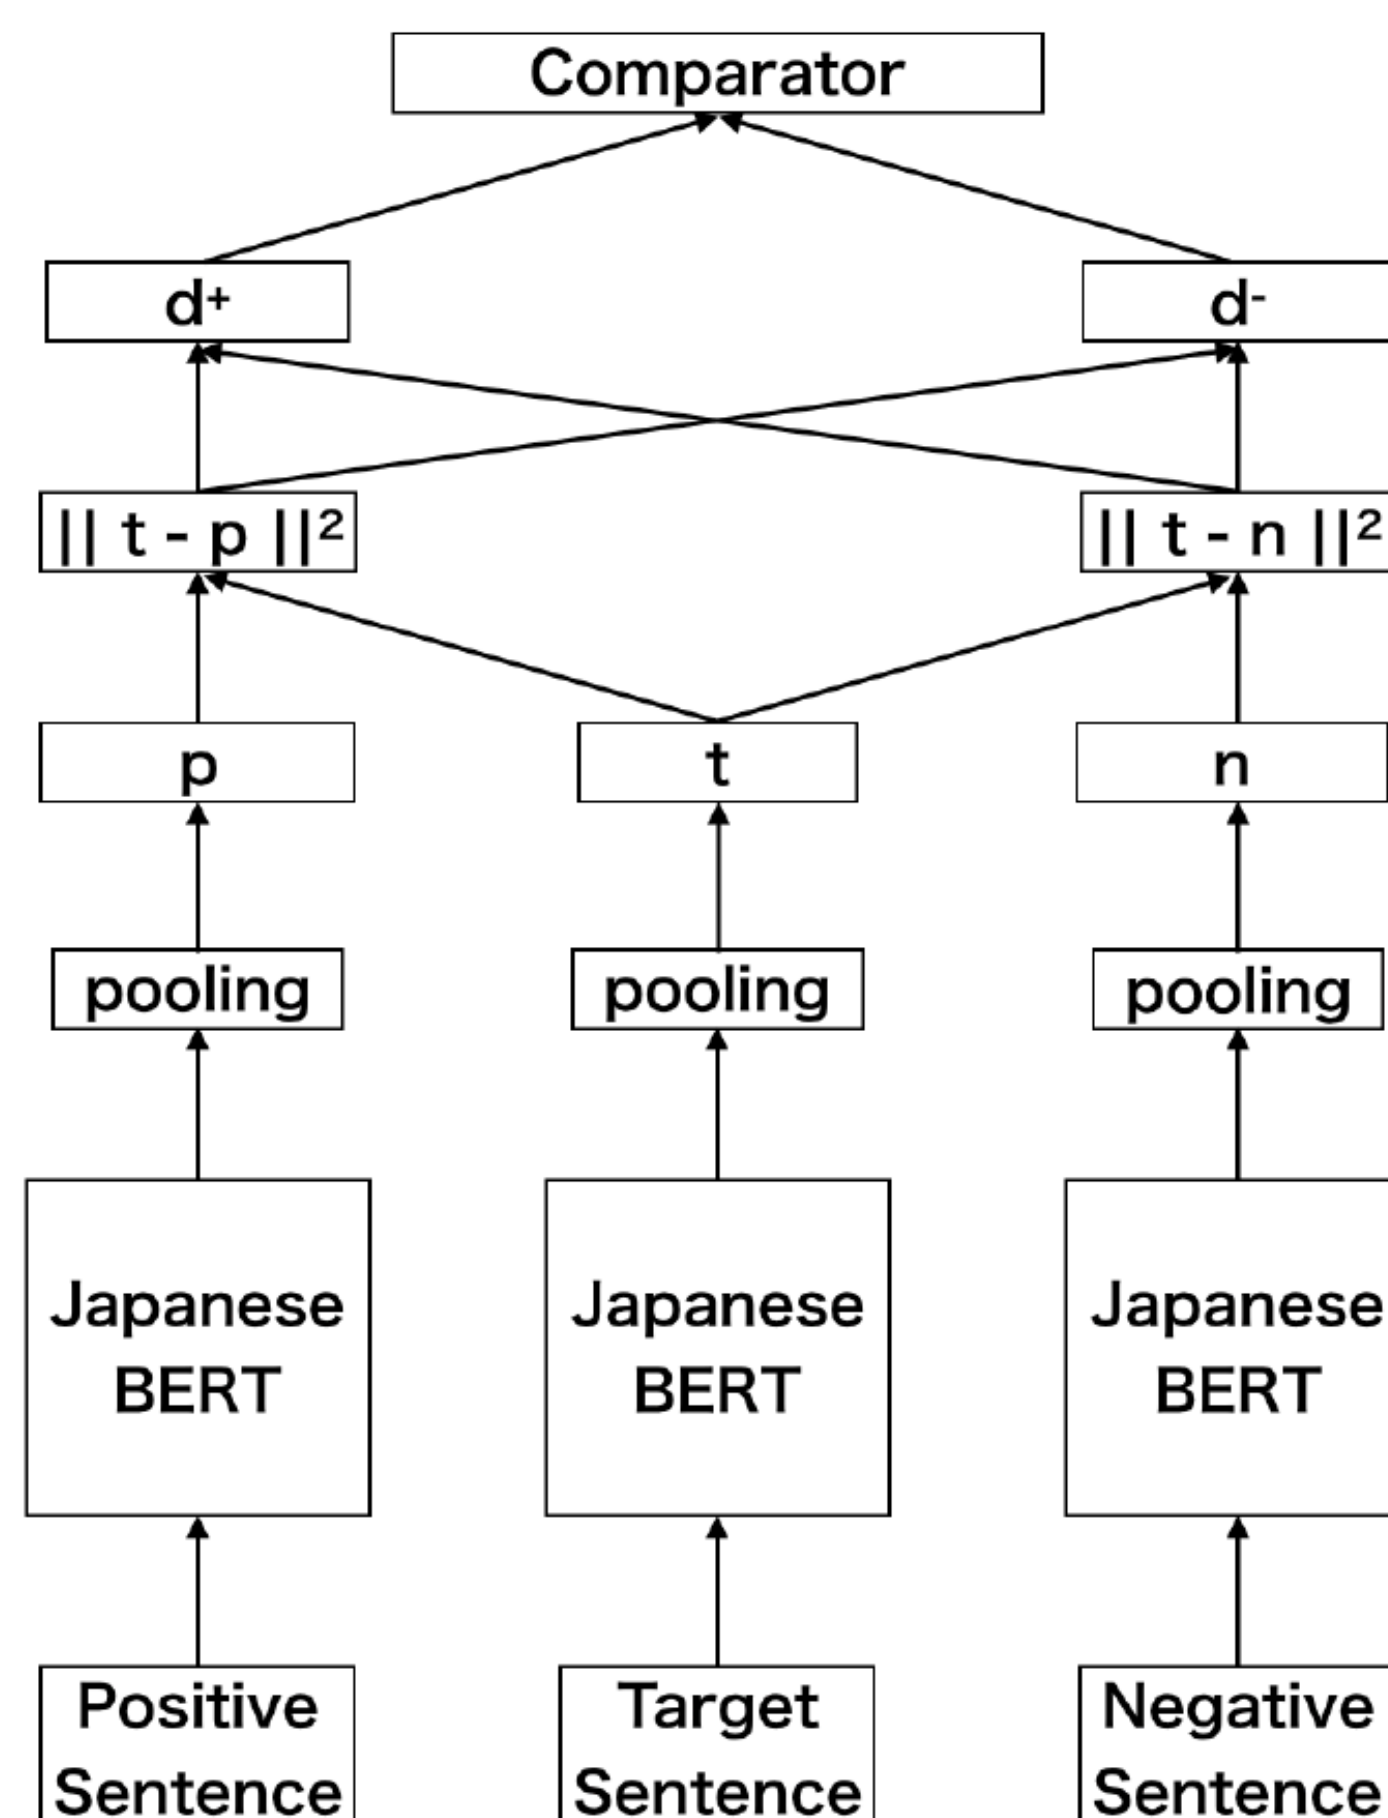 Comparator
d⁺
d⁻
|| t - p ||²
|| t - n ||²
p
t
n
pooling
pooling
pooling
Japanese
BERT
Japanese
BERT
Japanese
BERT
Positive
Sentence
Target
Sentence
Negative
Sentence